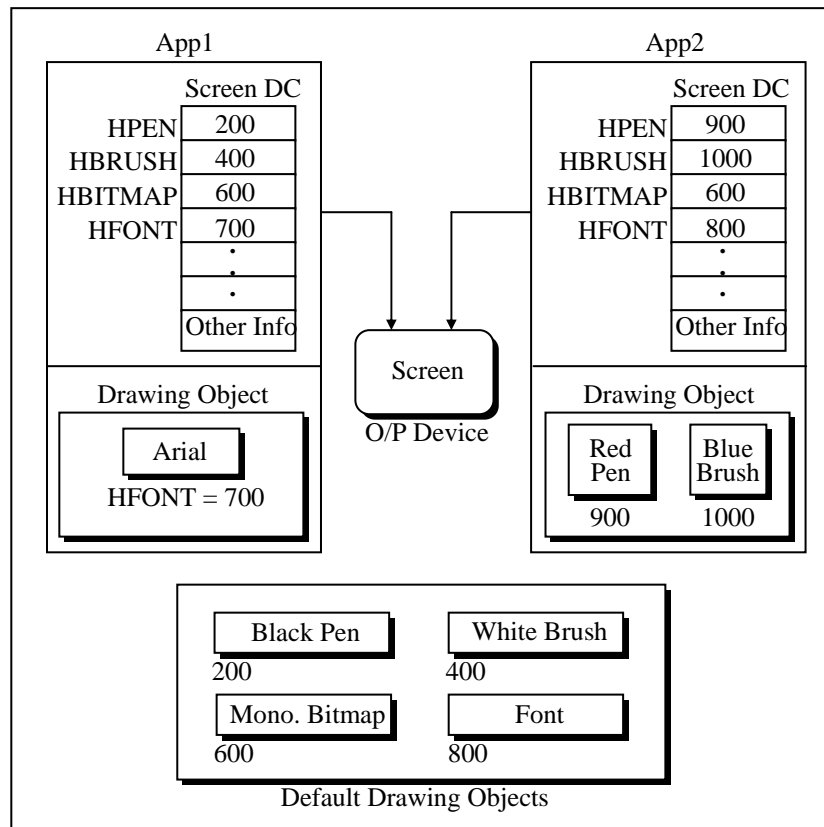 App1
Screen DC
HPEN 200
HBRUSH 400
HBITMAP 600
HFONT 700
Other Info
Drawing Object
Arial
HFONT = 700
App2
Screen DC
HPEN 900
HBRUSH 1000
HBITMAP 600
HFONT 800
Other Info
Drawing Object
Red
Pen
900
Blue
Brush
1000
Screen
O/P Device
Black Pen
200
White Brush
400
Mono. Bitmap
600
Font
800
Default Drawing Objects